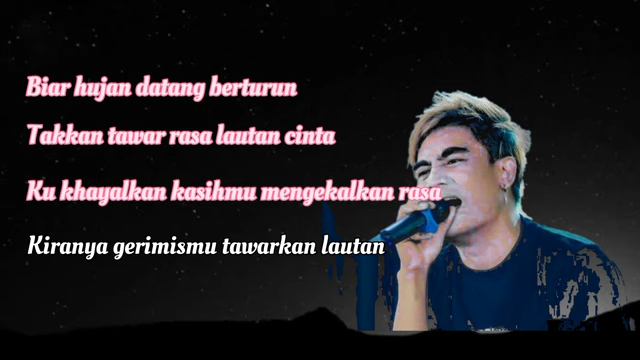 Biar hujan datang berturun
Takkan tawar rasa lautan cinta
Ku khayalkan kasihmu mengekalkan rasa
Kiranya gerimismu tawarkan lautan